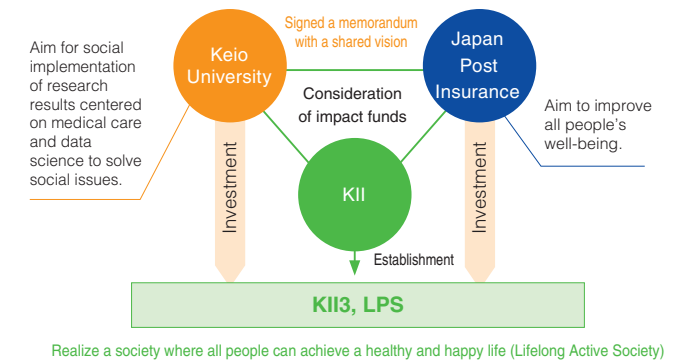 Signed a memorandum
with a shared vision
Aim for social
implementation
of research
results centered
on medical care
and data
science to solve
social issues.
Keio
University
Japan
Post
Insurance
Consideration
of impact funds
Aim to improve
all people's
well-being.
Investment
KII
Investment
Establishment
KII3, LPS
Realize a society where all people can achieve a healthy and happy life (Lifelong Active Society)